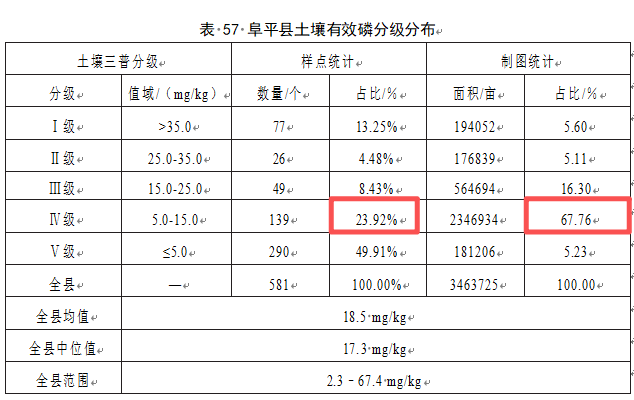 表·57·阜平县土壤有效磷分级分布
土壤三普分级 样点统计 制图统计
分级 值域/（mg/kg） 数量/个 占比/% 面积/亩 占比/%
Ⅰ级 >35.0 77 13.25% 194052 5.60
Ⅱ级 25.0-35.0 26 4.48% 176839 5.11
Ⅲ级 15.0-25.0 49 8.43% 564694 16.30
Ⅳ级 5.0-15.0 139 23.92% 2346934 67.76
Ⅴ级 ≤5.0 290 49.91% 181206 5.23
全县 — 581 100.00% 3463725 100.00
全县均值 18.5·mg/kg
全县中位值 17.3·mg/kg
全县范围 2.3–67.4·mg/kg